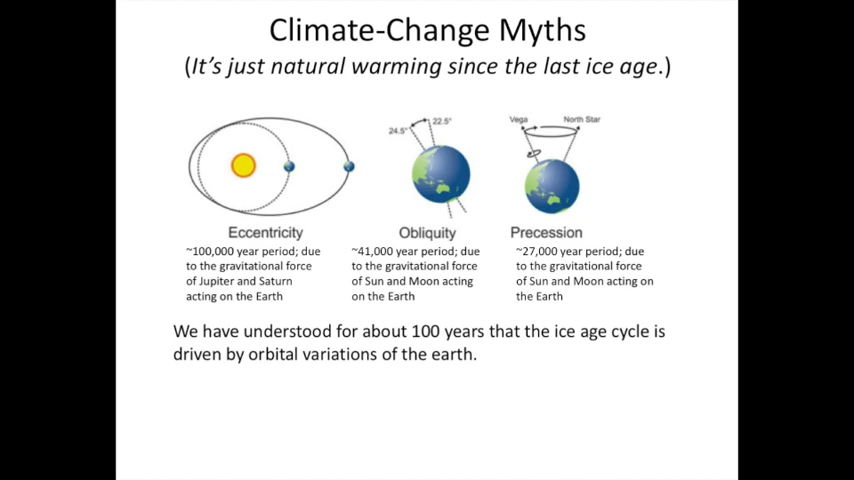 Climate-Change Myths
(It's just natural warming since the last ice age.)
24.5° 22.5°
Vega North Star
Eccentricity
~100,000 year period; due
to the gravitational force
of Jupiter and Saturn
acting on the Earth
Obliquity
~41,000 year period; due
to the gravitational force
of Sun and Moon acting
on the Earth
Precession
~27,000 year period; due
to the gravitational force
of Sun and Moon acting on
the Earth
We have understood for about 100 years that the ice age cycle is
driven by orbital variations of the earth.